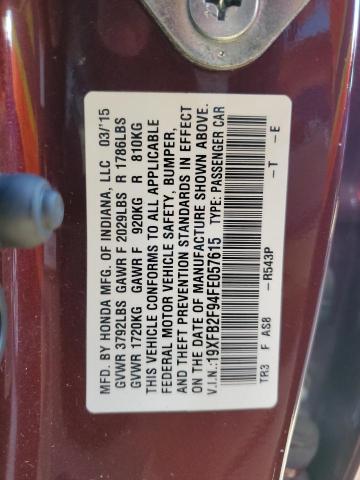 MFD. BY HONDA MFG. OF INDIANA, LLC 03/'15
GVWR 3792LBS GAWR F 2029LBS R 1786LBS
GVWR 1720KG GAWR F 920KG R 810KG
THIS VEHICLE CONFORMS TO ALL APPLICABLE
FEDERAL MOTOR VEHICLE SAFETY, BUMPER,
AND THEFT PREVENTION STANDARDS IN EFFECT
ON THE DATE OF MANUFACTURE SHOWN ABOVE.
V.I.N.:19XFB2F94FE057615 TYPE: PASSENGER CAR
TR3 F AS8 -R543P -T -E